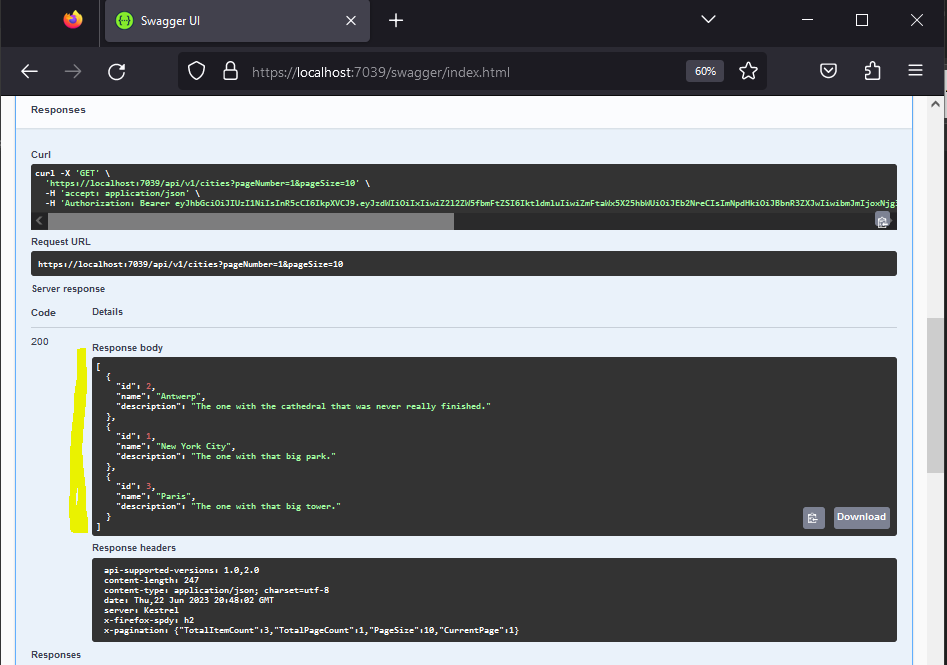 Swagger UI
https://localhost:7039/swagger/index.html
60%
Responses
Curl
curl -X 'GET' \
'https://localhost:7039/api/v1/cities?pageNumber=1&pageSize=10' \
-H 'accept: application/json' \
-H 'Authorization: Bearer
Request URL
https://localhost:7039/api/v1/cities?pageNumber=1&pageSize=10
Server response
Code Details
200
Response body
[
{
"id": 2,
"name": "Antwerp",
"description": "The one with the cathedral that was never really finished."
},
{
"id": 1,
"name": "New York City",
"description": "The one with that big park."
},
{
"id": 3,
"name": "Paris",
"description": "The one with that big tower."
}
]
Download
Response headers
api-supported-versions: 1.0,2.0
content-length: 247
content-type: application/json; charset=utf-8
date: Thu,22 Jun 2023 20:48:02 GMT
server: Kestrel
x-firefox-spdy: h2
x-pagination: {"TotalItemCount":3,"TotalPageCount":1,"PageSize":10,"CurrentPage":1}
Responses